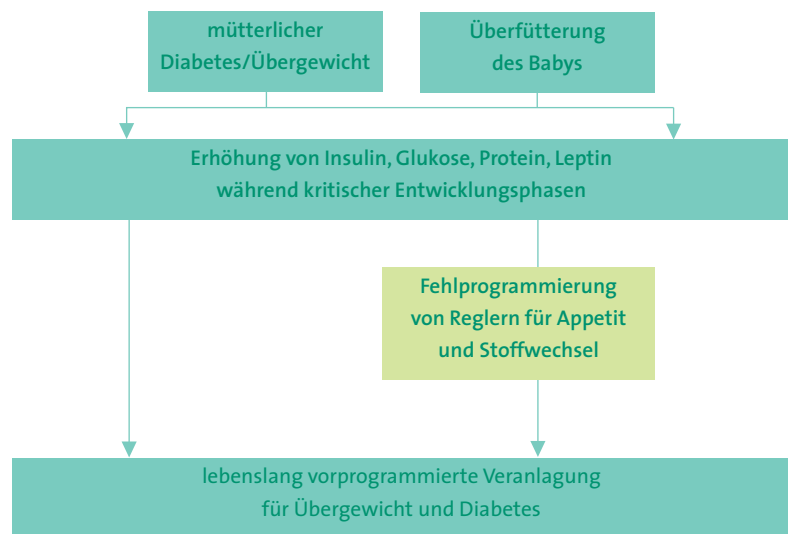 mütterlicher
Diabetes/Übergewicht
Überfütterung
des Babys
Erhöhung von Insulin, Glukose, Protein, Leptin
während kritischer Entwicklungsphasen
Fehlprogrammierung
von Reglern für Appetit
und Stoffwechsel
lebenslang vorprogrammierte Veranlagung
für Übergewicht und Diabetes